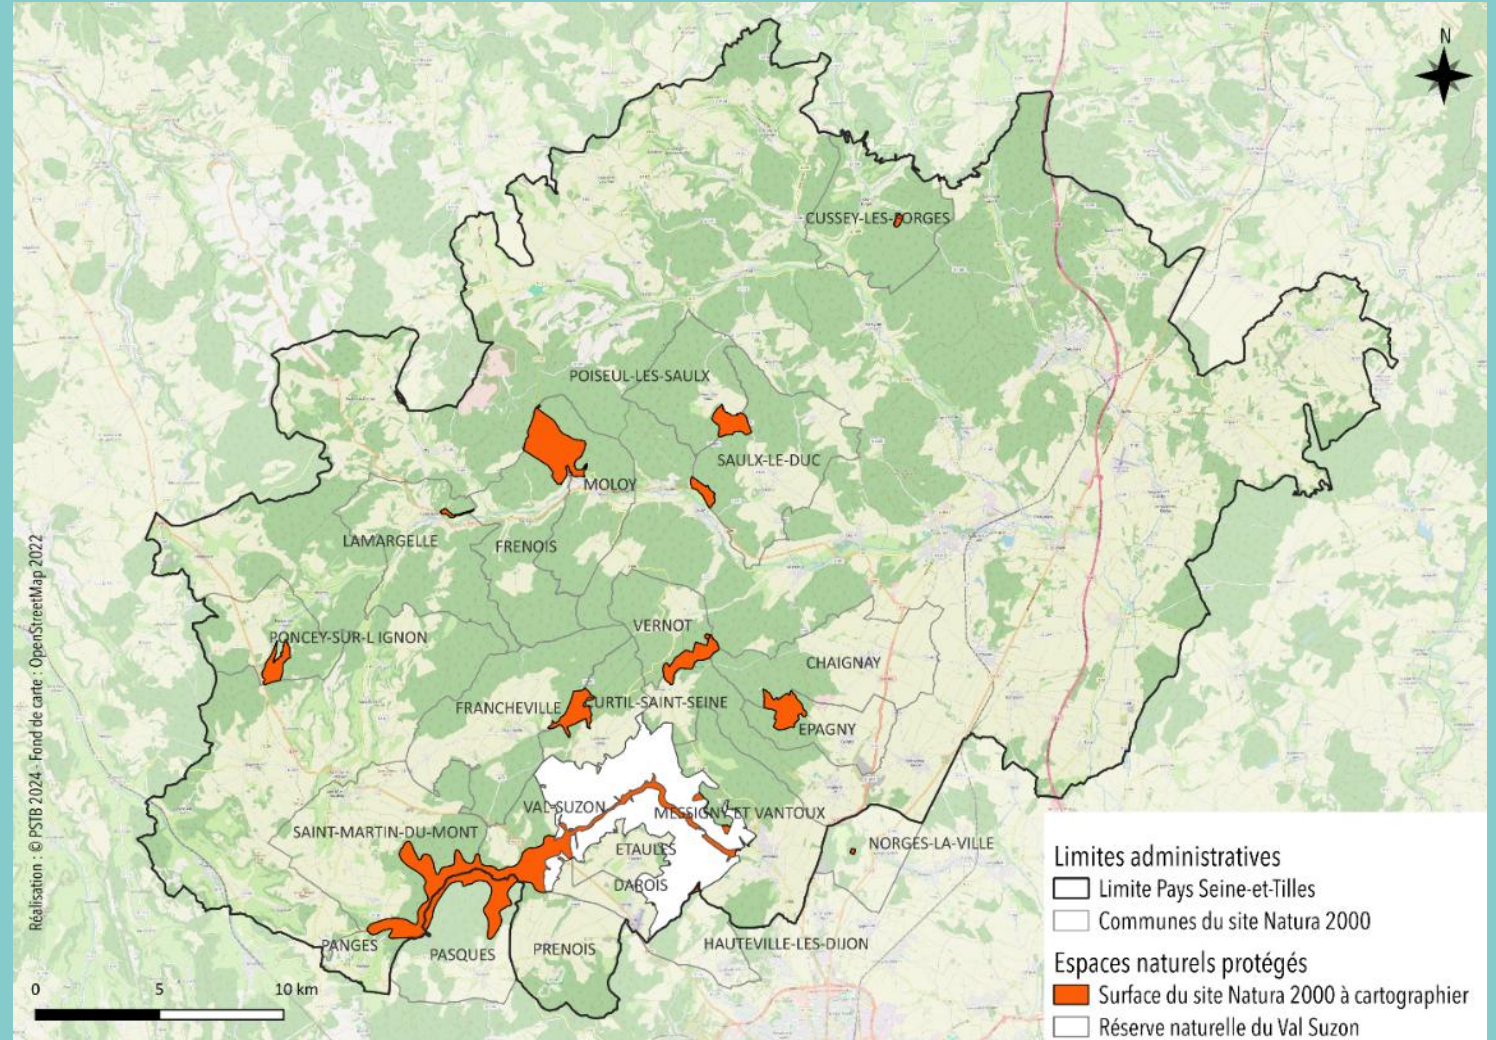 N
CUSSEY-LES-FORGES
POISEUL-LES-SAULX
SAULX-LE-DUC
MOLOY
LAMARGELLE
FRENOIS
VERNOT
PONCEY-SUR-L IGNON
CHAIGNAY
FRANCHEVILLE
CURTIL-SAINT-SEINE
EPAGNY
VAL-SUZON
MESSIGNY ET VANTOUX
SAINT-MARTIN-DU-MONT
ETAULES
NORGES-LA-VILLE
DAROIS
PANGES
PASQUES
PRENOIS
HAUTEVILLE-LES-DIJON
Réalisation : © PSTB 2024 - Fond de carte : OpenStreetMap 2022
0 5 10 km
Limites administratives
Limite Pays Seine-et-Tilles
Communes du site Natura 2000
Espaces naturels protégés
Surface du site Natura 2000 à cartographier
Réserve naturelle du Val Suzon